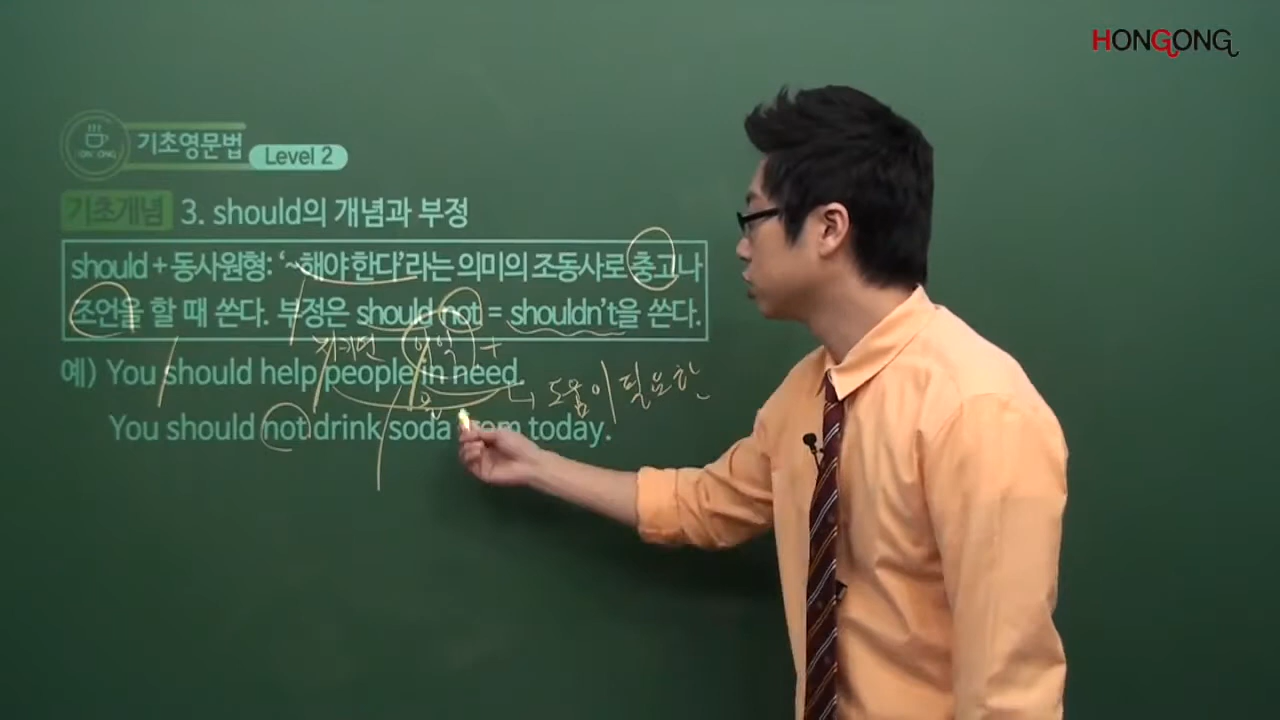 HONGONG
기초영문법
Level 2
기초개념 3. should의 개념과 부정
should + 동사원형: ‘~해야 한다’라는 의미의 조동사로 충고나
조언을 할 때 쓴다. 부정은 should not = shouldn't을 쓴다.
예) You should help people in need.
도움이 필요한
You should not drink soda from today.